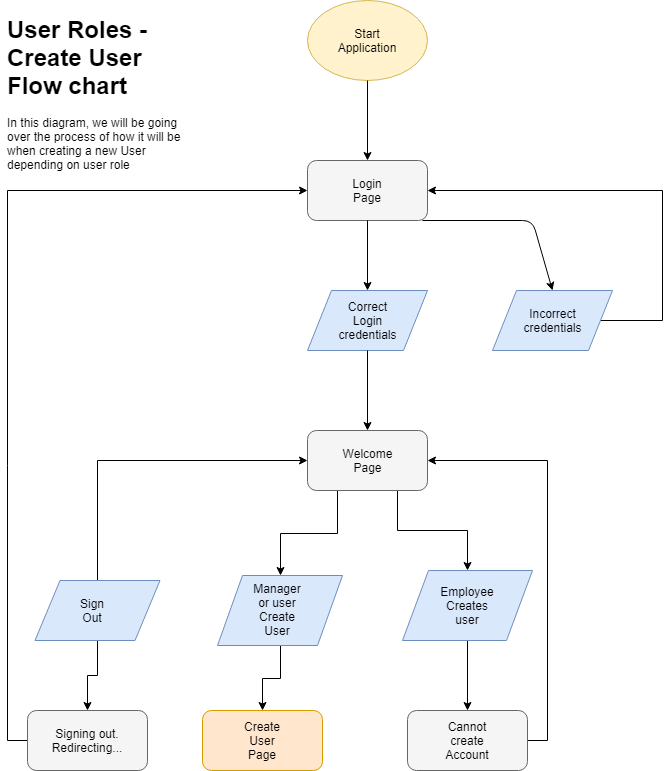 User Roles -
Create User
Flow chart
In this diagram, we will be going
over the process of how it will be
when creating a new User
depending on user role
Start
Application
Login
Page
Correct
Login
credentials
Incorrect
credentials
Welcome
Page
Sign
Out
Manager
or user
Create
User
Employee
Creates
user
Signing out.
Redirecting...
Create
User
Page
Cannot
create
Account